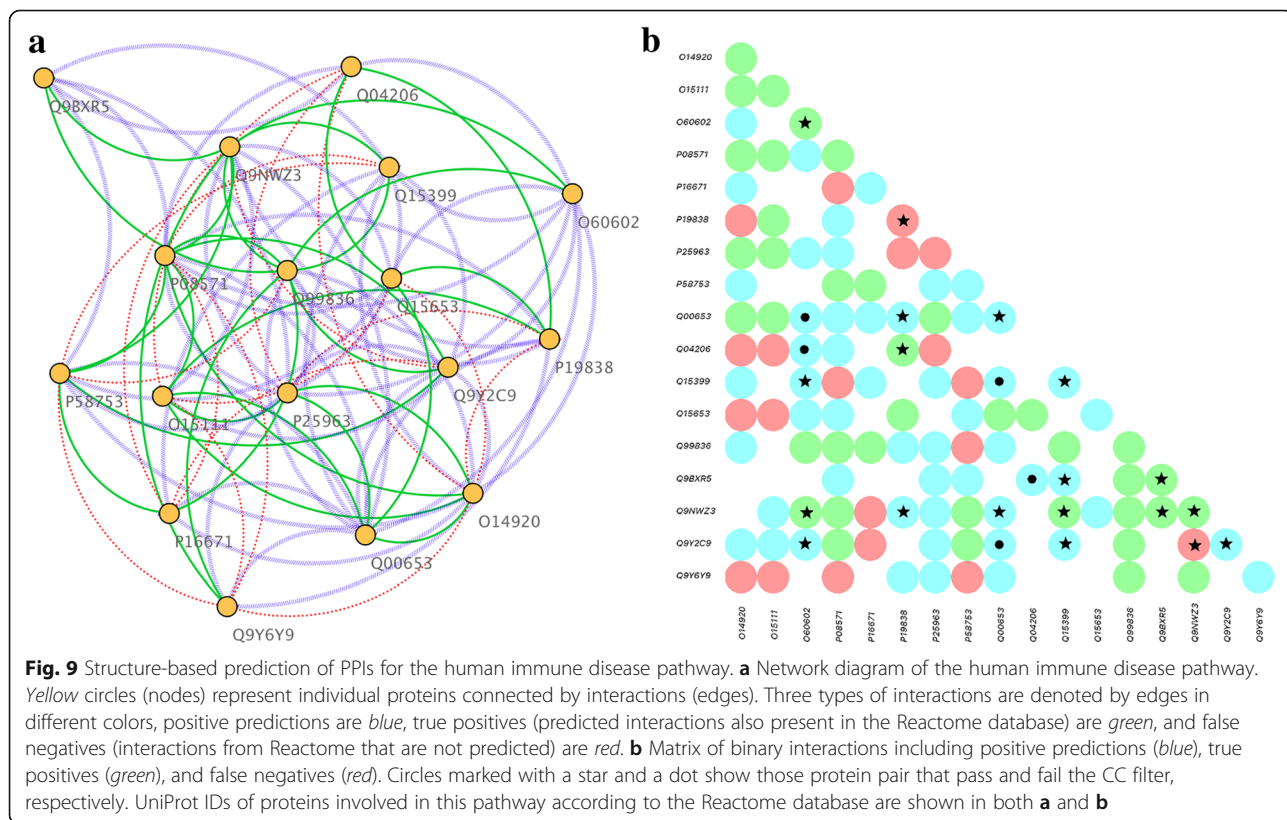 a
Q9BXR5
Q04206
Q9NWZ3
Q15399
O60602
P08571
Q99836
Q15653
P19838
Q9Y2C9
P58753
O15111
P25963
O14920
P16671
Q00653
Q9Y6Y9
b
O14920
O15111
O60602
P08571
P16671
P19838
P25963
P58753
Q00653
Q04206
Q15399
Q15653
Q99836
Q9BXR5
Q9NWZ3
Q9Y2C9
Q9Y6Y9
O14920
O15111
O60602
P08571
P16671
P19838
P25963
P58753
Q00653
Q04206
Q15399
Q15653
Q99836
Q9BXR5
Q9NWZ3
Q9Y2C9
Q9Y6Y9
Fig. 9 Structure-based prediction of PPIs for the human immune disease pathway. a Network diagram of the human immune disease pathway.
Yellow circles (nodes) represent individual proteins connected by interactions (edges). Three types of interactions are denoted by edges in
different colors, positive predictions are blue, true positives (predicted interactions also present in the Reactome database) are green, and false
negatives (interactions from Reactome that are not predicted) are red. b Matrix of binary interactions including positive predictions (blue), true
positives (green), and false negatives (red). Circles marked with a star and a dot show those protein pair that pass and fail the CC filter,
respectively. UniProt IDs of proteins involved in this pathway according to the Reactome database are shown in both a and b